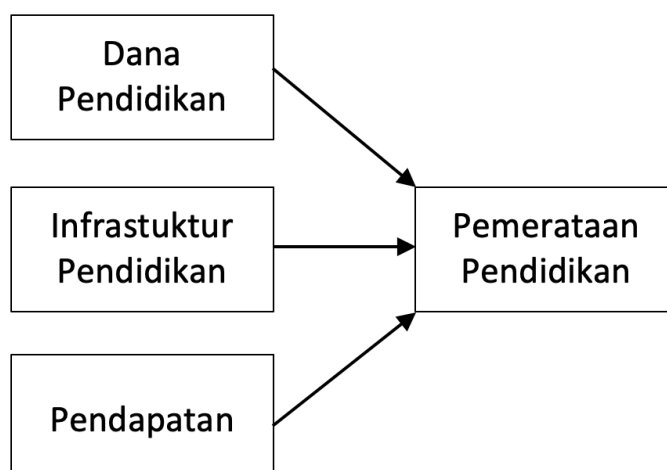 Dana
Pendidikan
Infrastuktur
Pendidikan
Pemerataan
Pendidikan
Pendapatan